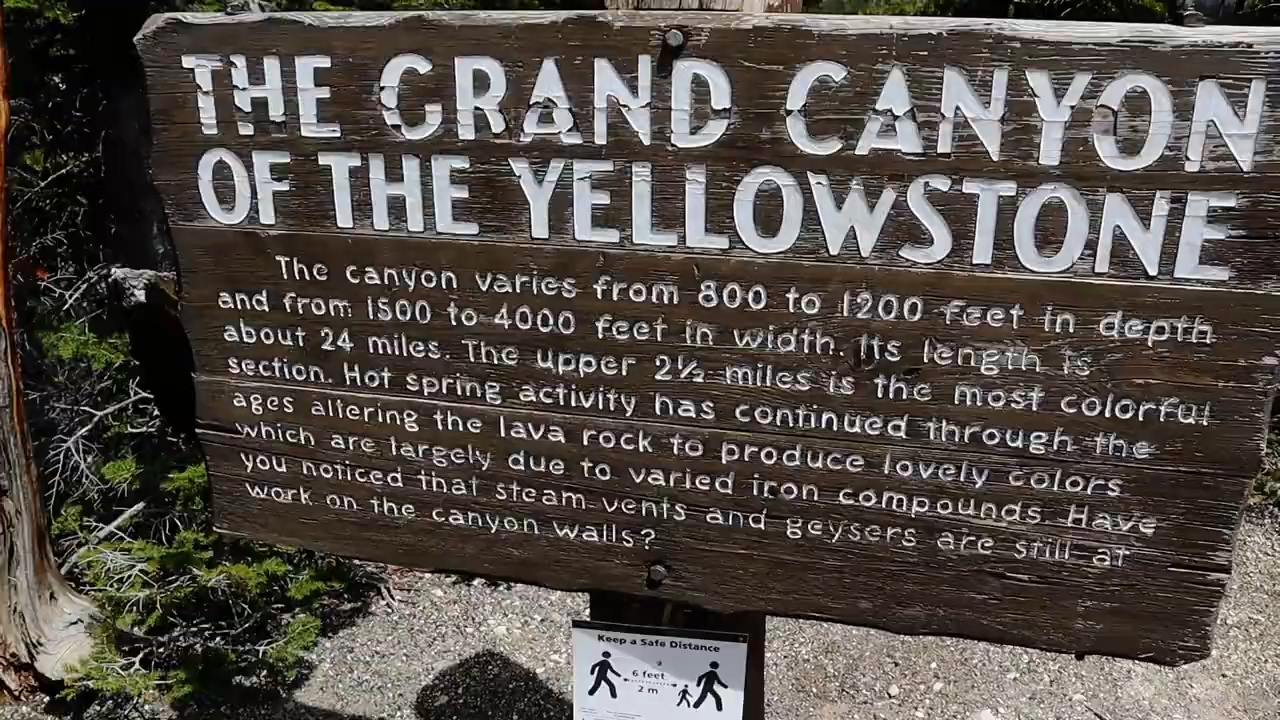 THE GRAND CANYON
OF THE YELLOWSTONE
The canyon varies from 800 to 1200 feet in depth
and from 1500 to 4000 feet in width. Its length is
about 24 miles. The upper 2½ miles is the most colorful
section. Hot spring activity has continued through the
ages altering the lava rock to produce lovely colors
which are largely due to varied iron compounds. Have
you noticed that steam vents and geysers are still at
work on the canyon walls?
Keep a Safe Distance
6 feet
2 m